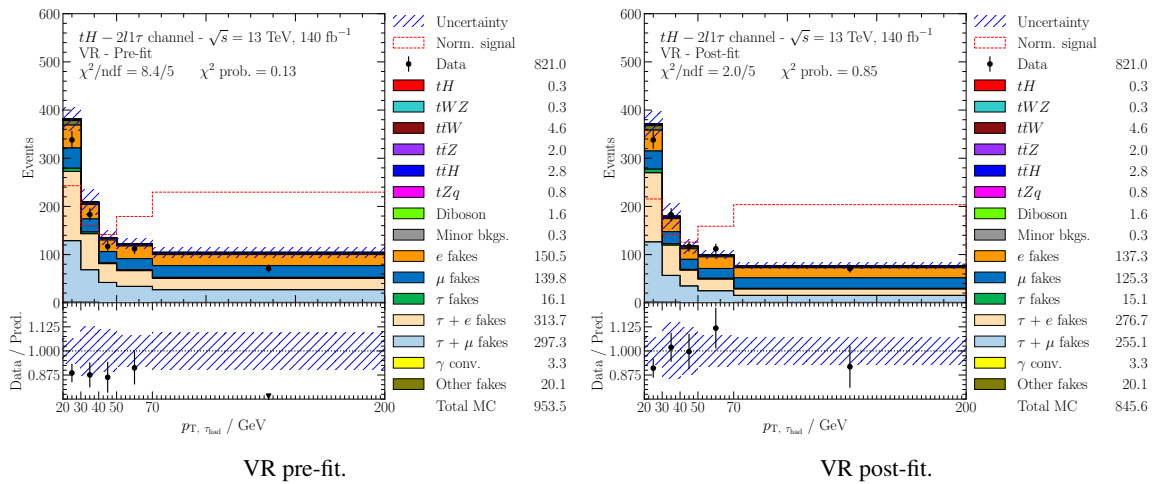 600
500
400
300
200
100
0
Events
tH − 2l1τ channel - √s = 13 TeV, 140 fb⁻¹
VR - Pre-fit
χ²/ndf = 8.4/5 χ² prob. = 0.13
1.125
1.000
0.875
Data / Pred.
20 30 40 50 70 200
p_T, τ_had / GeV
Uncertainty
Norm. signal
Data 821.0
tH 0.3
tWZ 0.3
tt̄W 4.6
tt̄Z 2.0
tt̄H 2.8
tZq 0.8
Diboson 1.6
Minor bkgs. 0.3
e fakes 150.5
μ fakes 139.8
τ fakes 16.1
τ + e fakes 313.7
τ + μ fakes 297.3
γ conv. 3.3
Other fakes 20.1
Total MC 953.5
VR pre-fit.
600
500
400
300
200
100
0
Events
tH − 2l1τ channel - √s = 13 TeV, 140 fb⁻¹
VR - Post-fit
χ²/ndf = 2.0/5 χ² prob. = 0.85
1.125
1.000
0.875
Data / Pred.
20 30 40 50 70 200
p_T, τ_had / GeV
Uncertainty
Norm. signal
Data 821.0
tH 0.3
tWZ 0.3
tt̄W 4.6
tt̄Z 2.0
tt̄H 2.8
tZq 0.8
Diboson 1.6
Minor bkgs. 0.3
e fakes 137.3
μ fakes 125.3
τ fakes 15.1
τ + e fakes 276.7
τ + μ fakes 255.1
γ conv. 3.3
Other fakes 20.1
Total MC 845.6
VR post-fit.